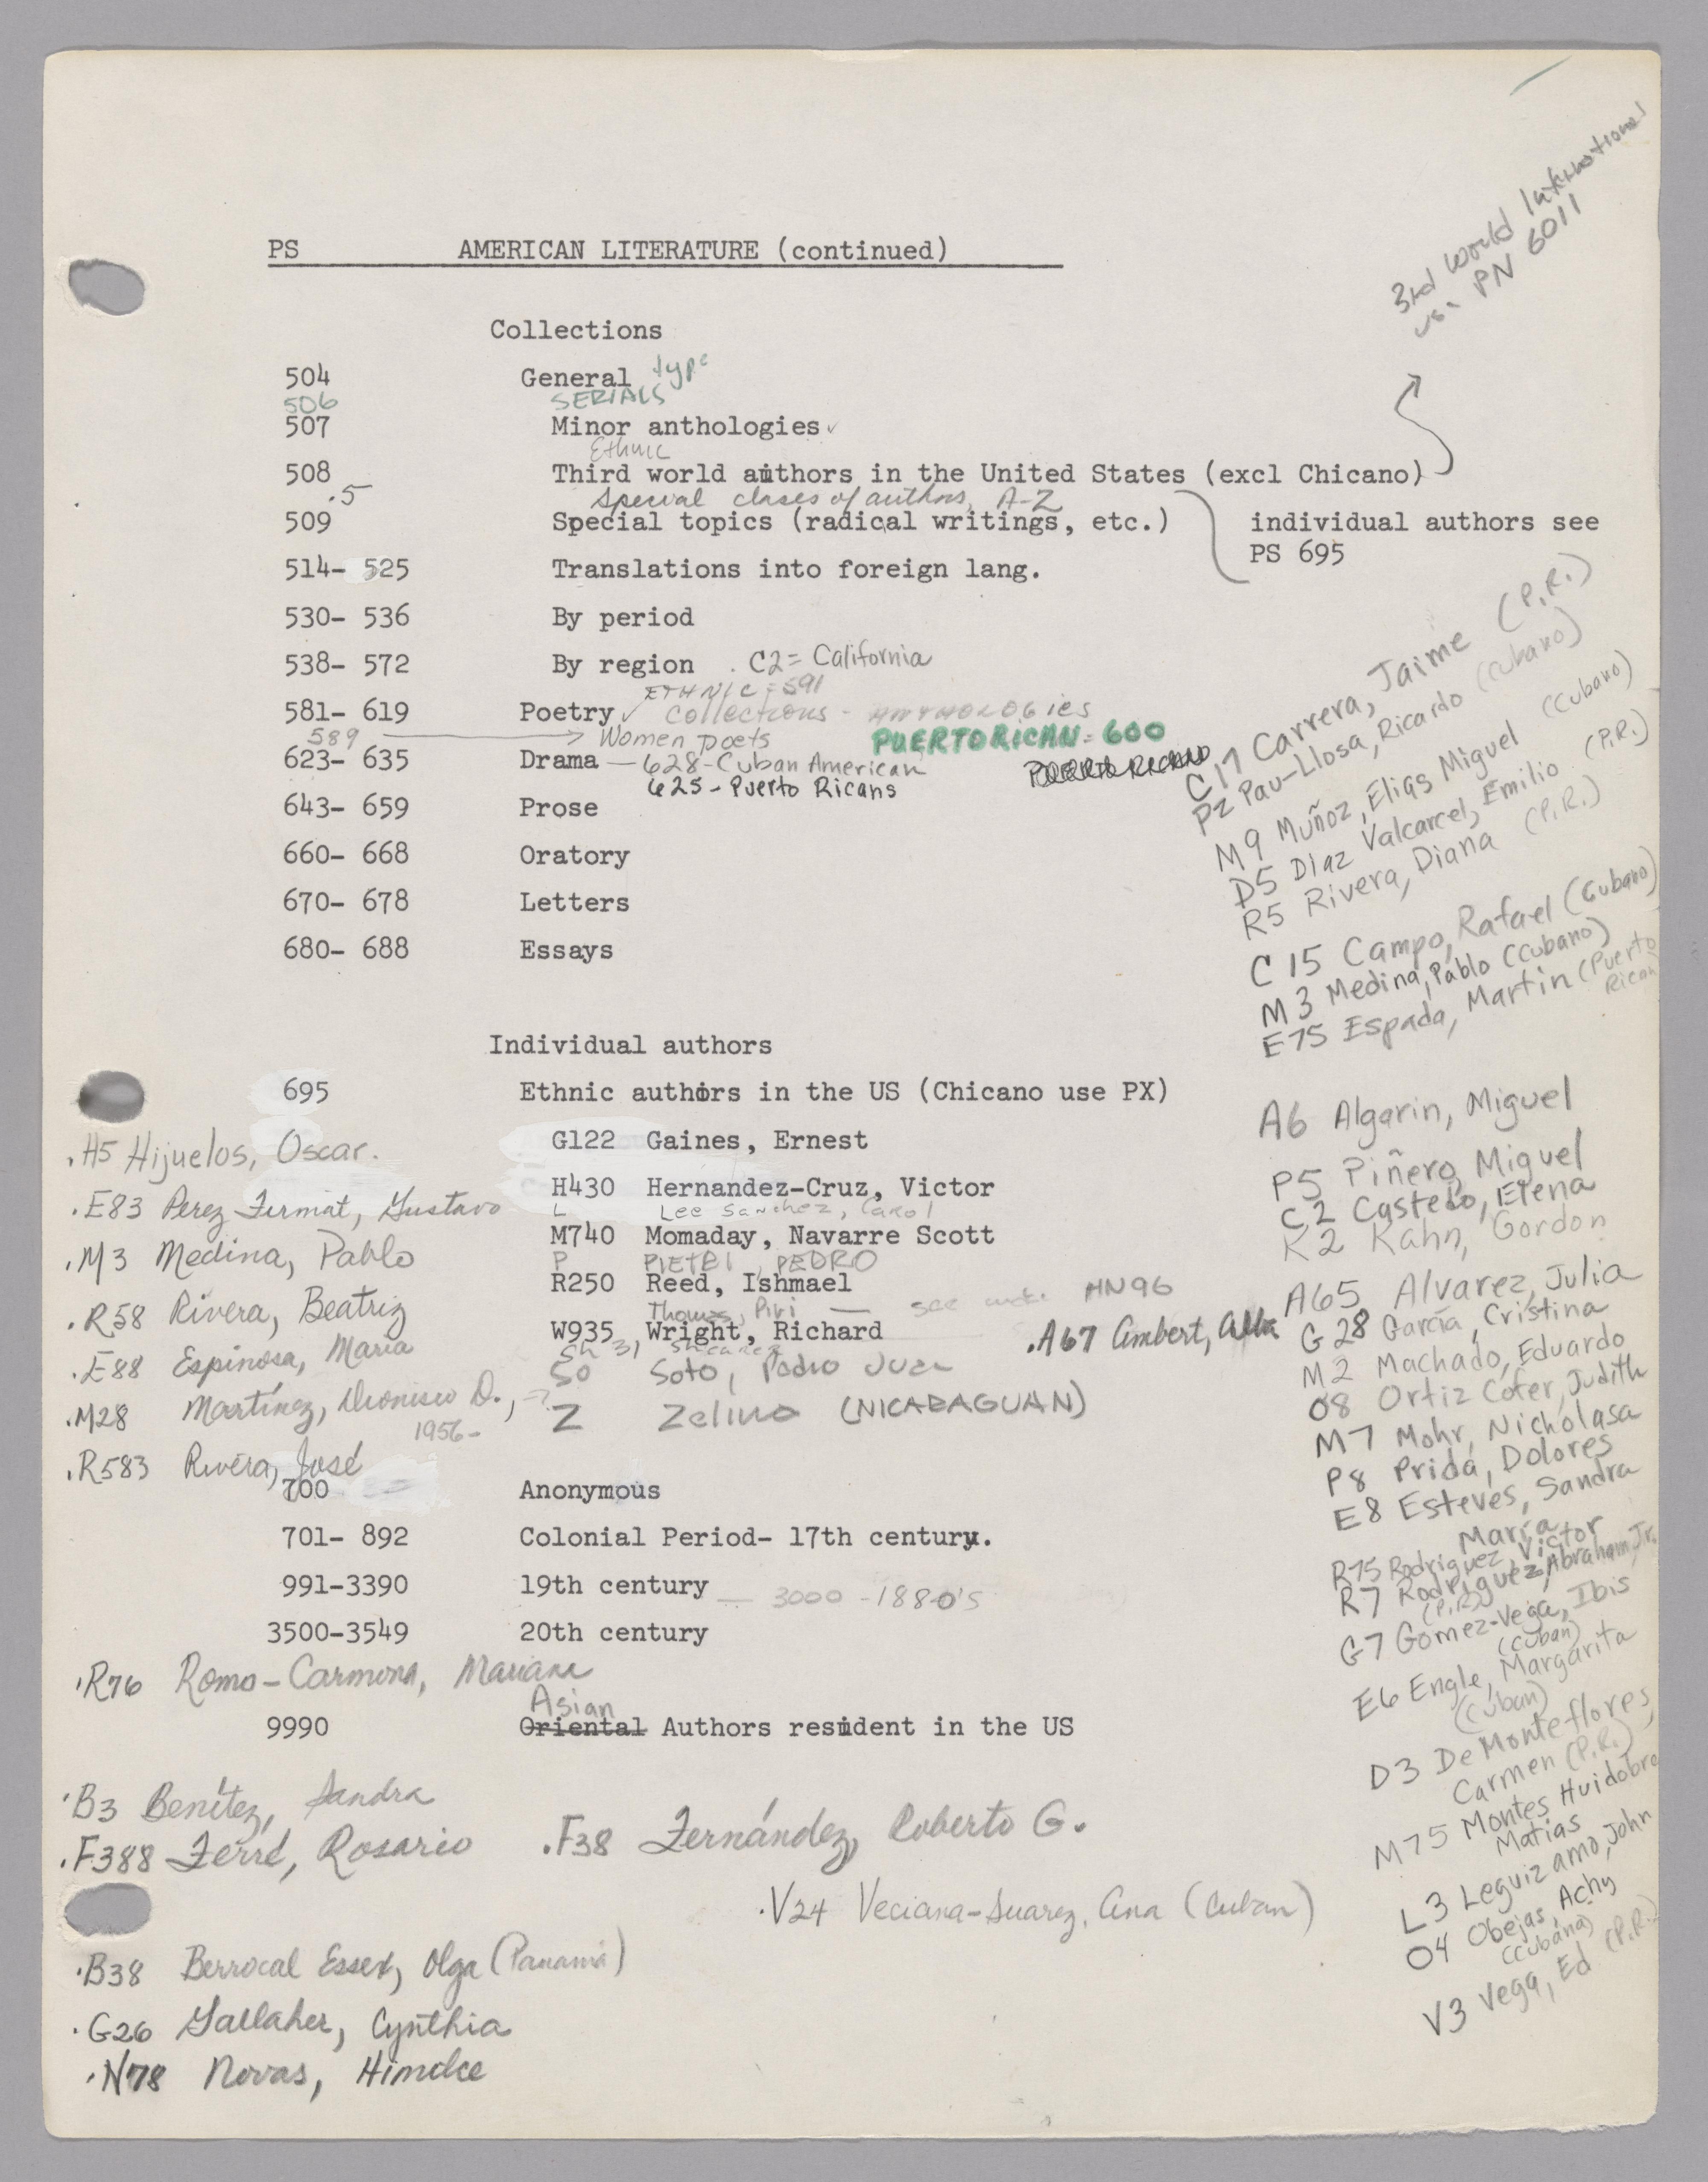 3rd World International
use PN 6011
PS AMERICAN LITERATURE (continued)
Collections
504 General type
506 SERIALS
507 Minor anthologies ✓
Ethnic
508 Third world authors in the United States (excl Chicano)
.5 Special clases of authors, A-Z
509 Special topics (radical writings, etc.)
individual authors see
PS 695
514- 525 Translations into foreign lang.
530- 536 By period
538- 572 By region . C2= California
ETHNIC = 591
581- 619 Poetry ✓ Collections - ANTHOLOGIES
589 → Women poets
PUERTO RICAN = 600
623- 635 Drama — 628-Cuban American
PUERTO RICAN
625 - Puerto Ricans
643- 659 Prose
660- 668 Oratory
670- 678 Letters
680- 688 Essays
C17 Carrera, Jaime (P.R.)
P2 Pau-Llosa, Ricardo (Cubano)
M9 Muñoz, Elias Miguel (Cubano)
D5 Diaz Valcarcel, Emilio (P.R.)
R5 Rivera, Diana (P.R.)
C15 Campo, Rafael (Cubano)
M3 Medina, Pablo (Cubano)
E75 Espada, Martin (Puerto
Rican)
Individual authors
695 Ethnic authors in the US (Chicano use PX)
G122 Gaines, Ernest
H430 Hernandez-Cruz, Victor
L Lee Sanchez, Carol
M740 Momaday, Navarre Scott
P PIETRI, PEDRO
R250 Reed, Ishmael
Thomas, Piri — see HN96
W935 Wright, Richard
Sh 31
So Soto, Pedro Juan
Z Zelina (NICARAGUAN)
.A67 Ambert, Alba
.H5 Hijuelos, Oscar.
.E83 Perez Firmat, Gustavo
.M3 Medina, Pablo
.R58 Rivera, Beatriz
.E88 Espinosa, Maria
.M28 Martínez, Dionisio D.,
1956-
.R583 Rivera, José
700 Anonymous
701- 892 Colonial Period- 17th century.
991-3390 19th century — 3000 - 1880'S
3500-3549 20th century
.R76 Romo-Carmona, Mariana
Asian
9990 Oriental Authors resident in the US
A6 Algarin, Miguel
P5 Piñero, Miguel
C2 Castedo, Elena
K2 Kahn, Gordon
A65 Alvarez, Julia
G28 García, Cristina
M2 Machado, Eduardo
O8 Ortiz Cofer, Judith
M7 Mohr, Nicholasa
P8 Prida, Dolores
E8 Esteves, Sandra
María
R75 Rodriguez, Victor
R7 Rodriguez, Abraham, Jr.
(P.R.)
G7 Gomez-Vega, Ibis
(Cuban)
E6 Engle, Margarita
(Cuban)
D3 De Monteflores,
Carmen (P.R.)
M75 Montes Huidobro
Matias
L3 Leguizamo, John
O4 Obejas, Achy
(Cubana)
V3 Vega, Ed (P.R.)
.B3 Benítez, Sandra
.F388 Ferré, Rosario
.F38 Fernández, Roberto G.
.V24 Veciana-Suarez, Ana (Cuban)
.B38 Berrocal Essex, Olga (Panamá)
.G26 Gallaher, Cynthia
.N78 Novas, Himilce